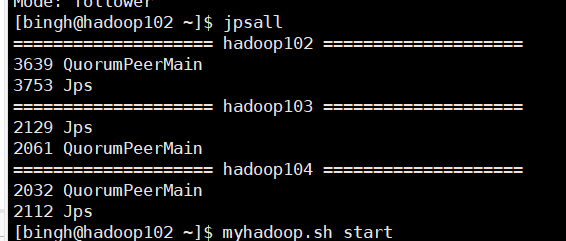 Mode: follower
[bingh@hadoop102 ~]$ jpsall
==================== hadoop102 ====================
3639 QuorumPeerMain
3753 Jps
==================== hadoop103 ====================
2129 Jps
2061 QuorumPeerMain
==================== hadoop104 ====================
2032 QuorumPeerMain
2112 Jps
[bingh@hadoop102 ~]$ myhadoop.sh start